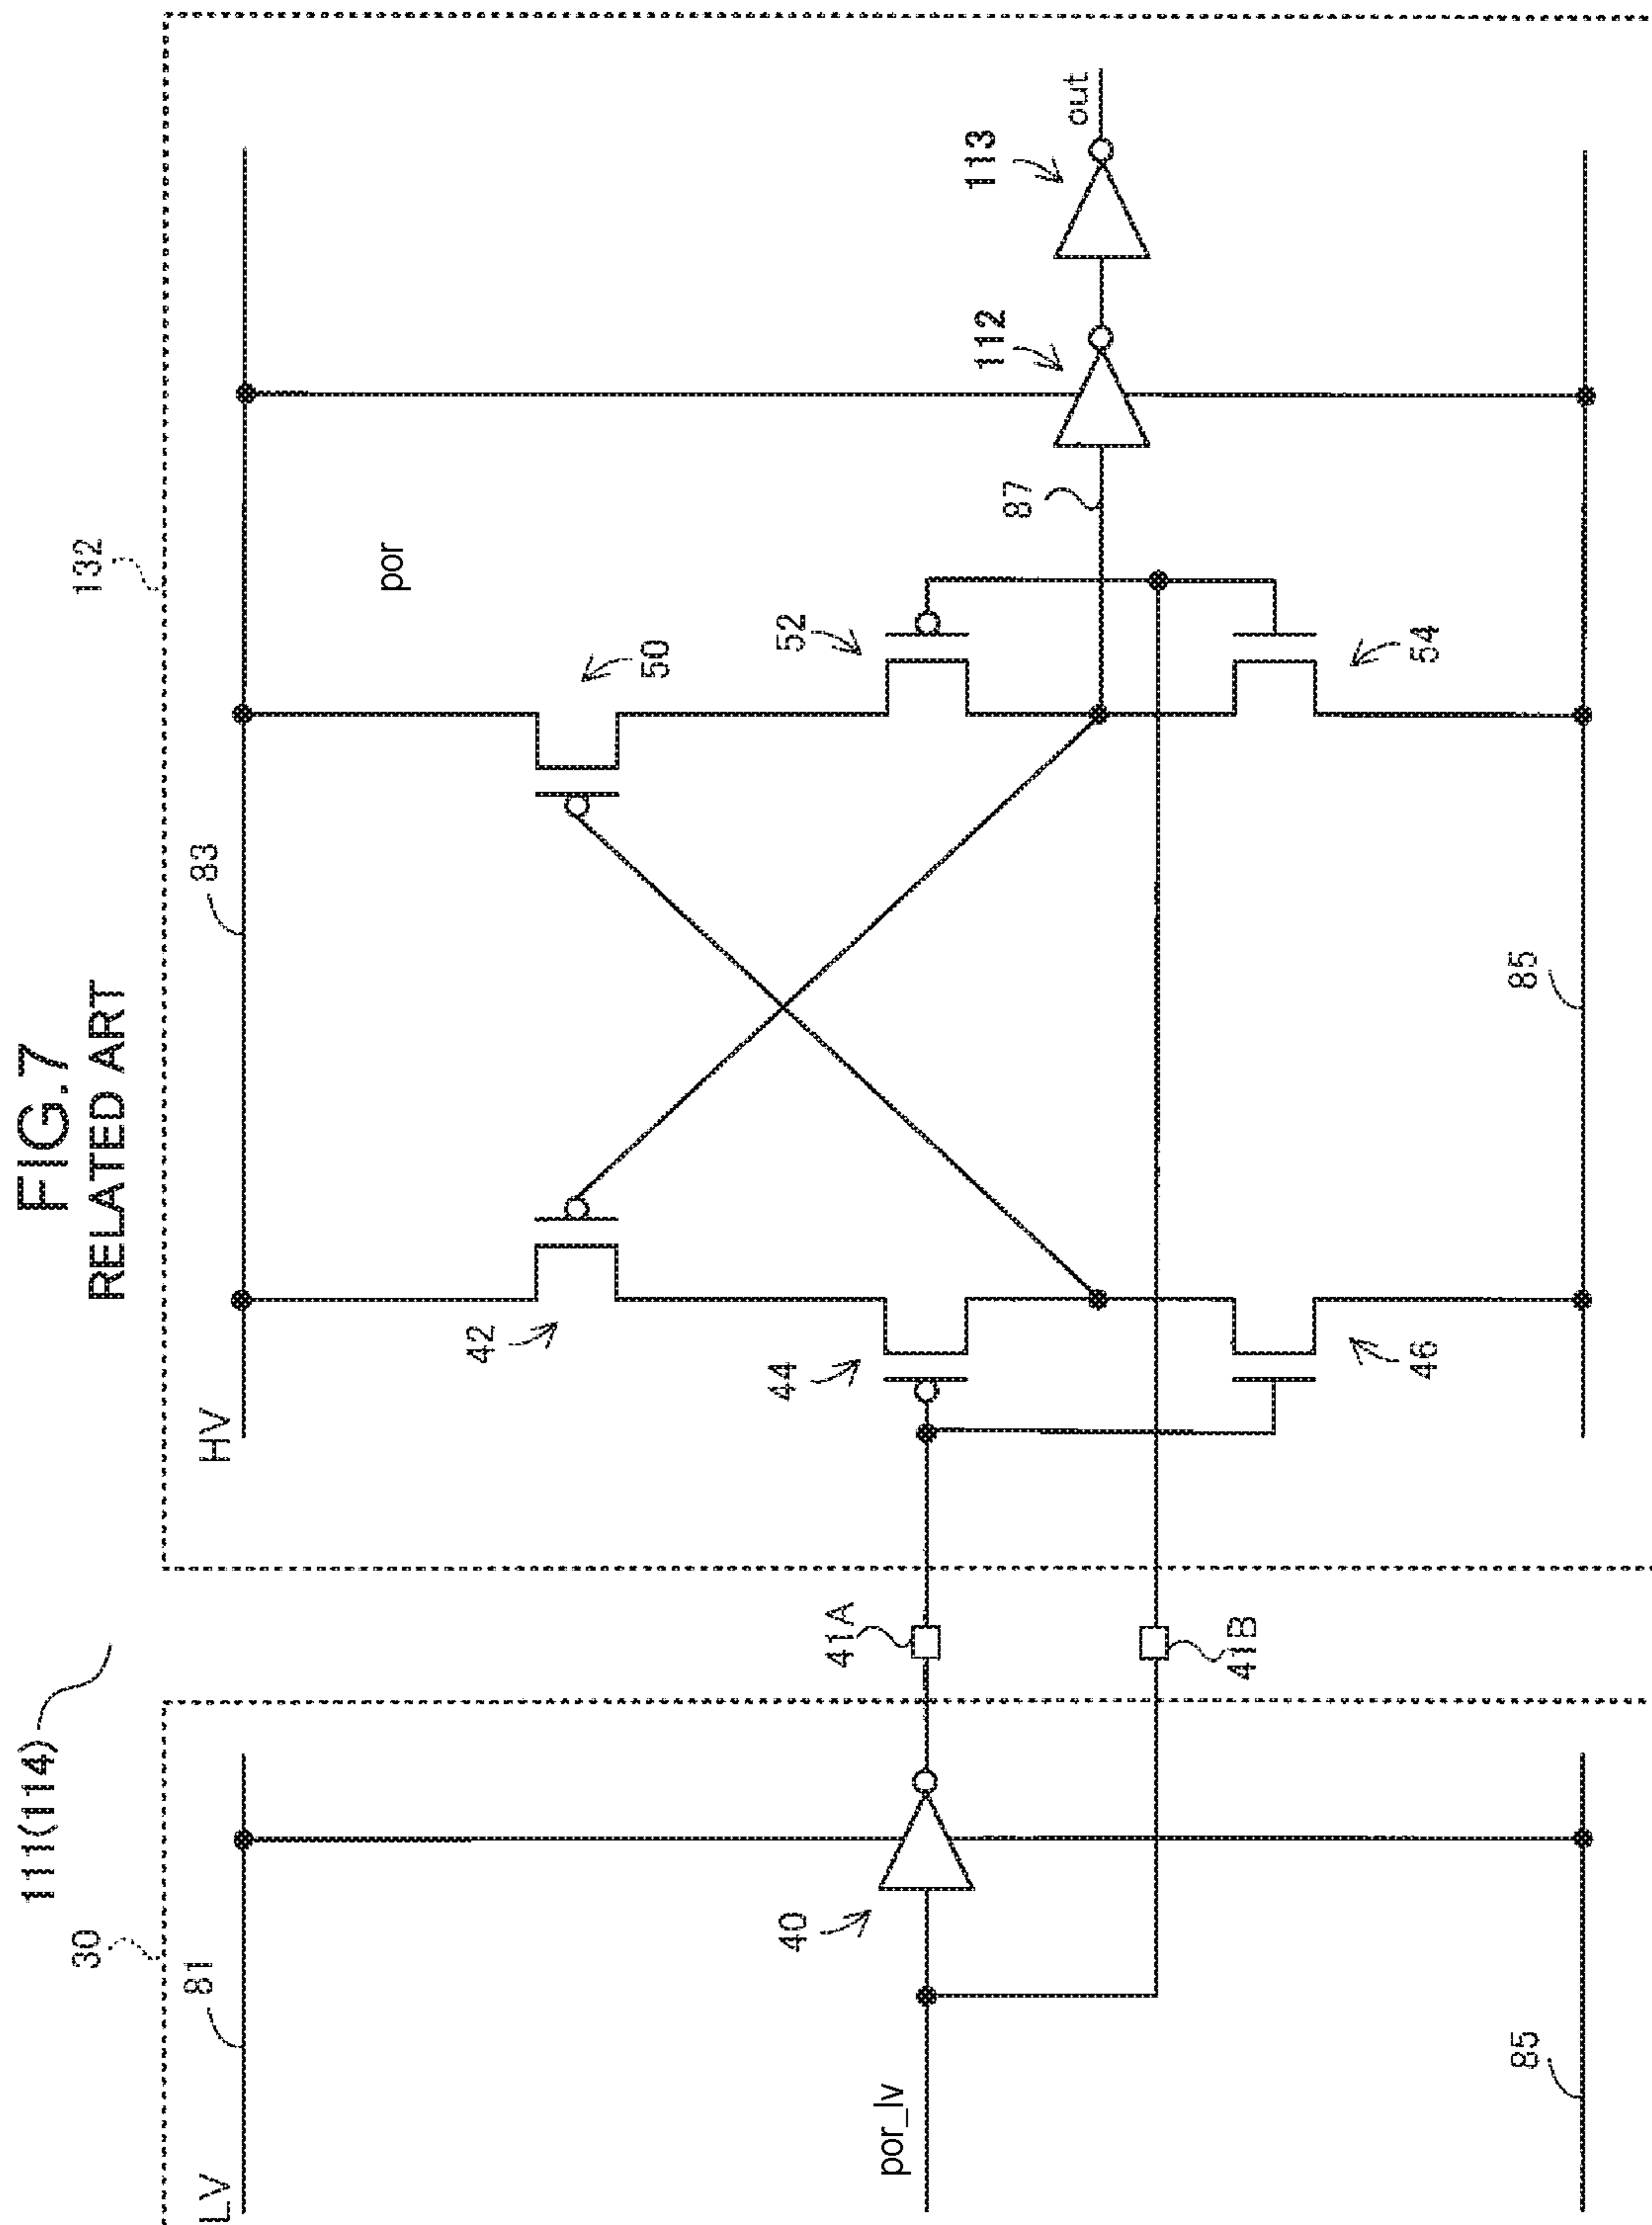 FIG.7
RELATED ART
111(114)
30
132
LV
81
HV
83
por
42
50
44
52
40
41A
por_lv
41B
46
54
87
112
113
out
85
85